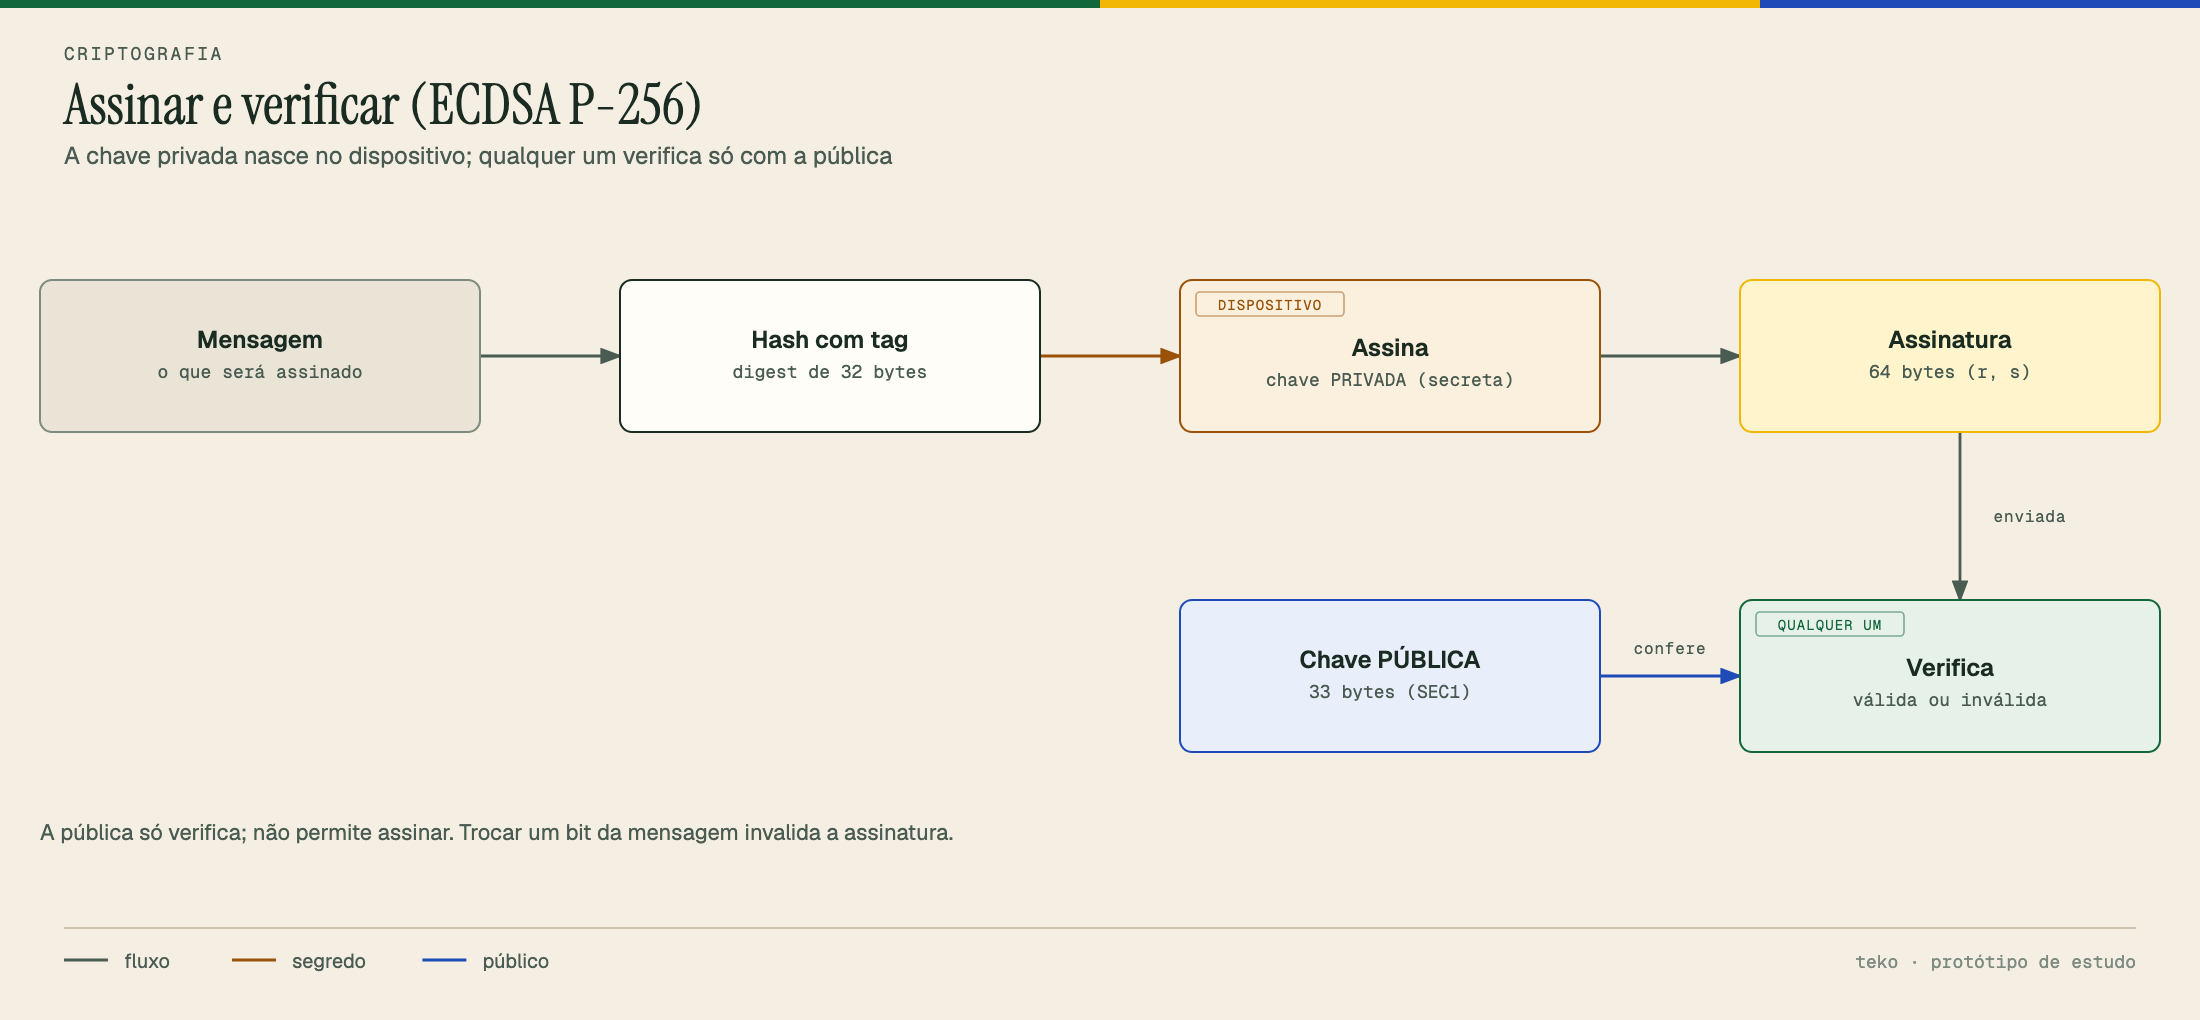 CRIPTOGRAFIA
Assinar e verificar (ECDSA P-256)
A chave privada nasce no dispositivo; qualquer um verifica só com a pública
Mensagem
o que será assinado
Hash com tag
digest de 32 bytes
DISPOSITIVO
Assina
chave PRIVADA (secreta)
Assinatura
64 bytes (r, s)
enviada
Chave PÚBLICA
33 bytes (SEC1)
confere
QUALQUER UM
Verifica
válida ou inválida
A pública só verifica; não permite assinar. Trocar um bit da mensagem invalida a assinatura.
fluxo
segredo
público
teko · protótipo de estudo